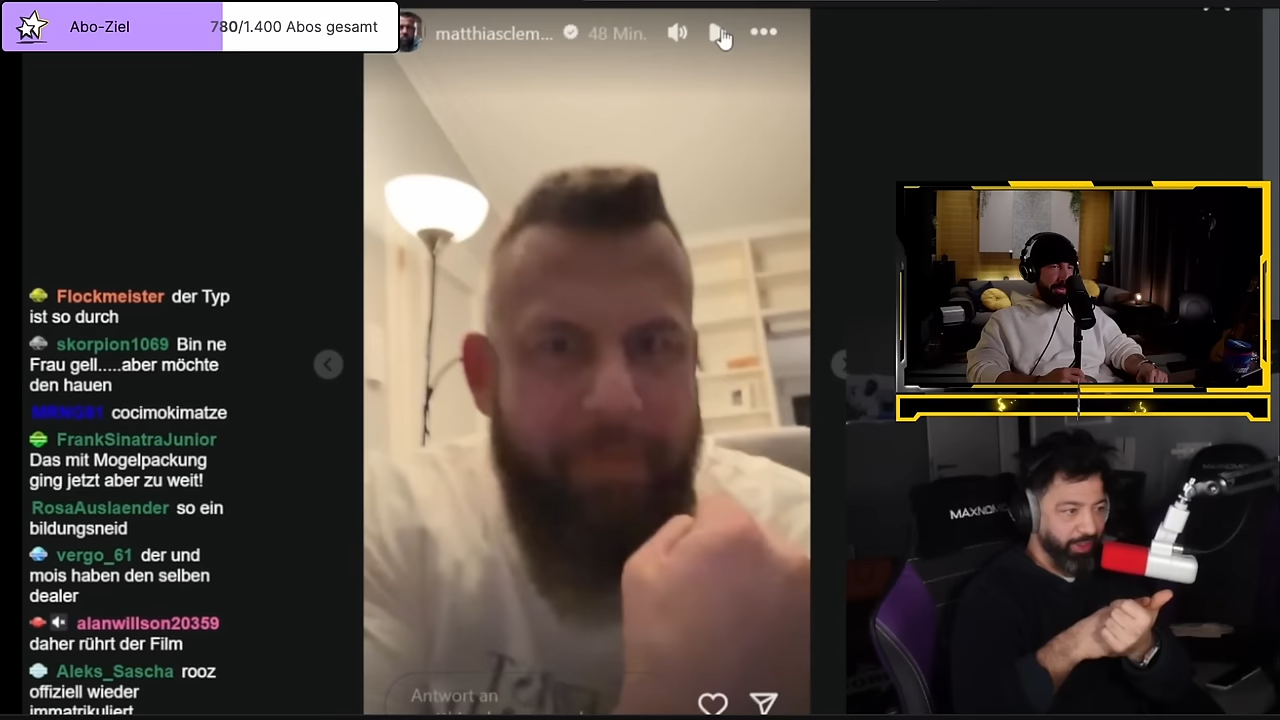 Abo-Ziel
780/1.400 Abos gesamt
matthiasclem... 48 Min.
Flockmeister der Typ
ist so durch
skorpion1069 Bin ne
Frau gell.....aber möchte
den hauen
cocimokimatze
FrankSinatraJunior
Das mit Mogelpackung
ging jetzt aber zu weit!
RosaAuslaender so ein
bildungsneid
vergo_61 der und
mois haben den selben
dealer
alanwillson20359
daher rührt der Film
Aleks_Sascha rooz
offiziell wieder
immatrikuliert
Antwort an
MAXNOMIC